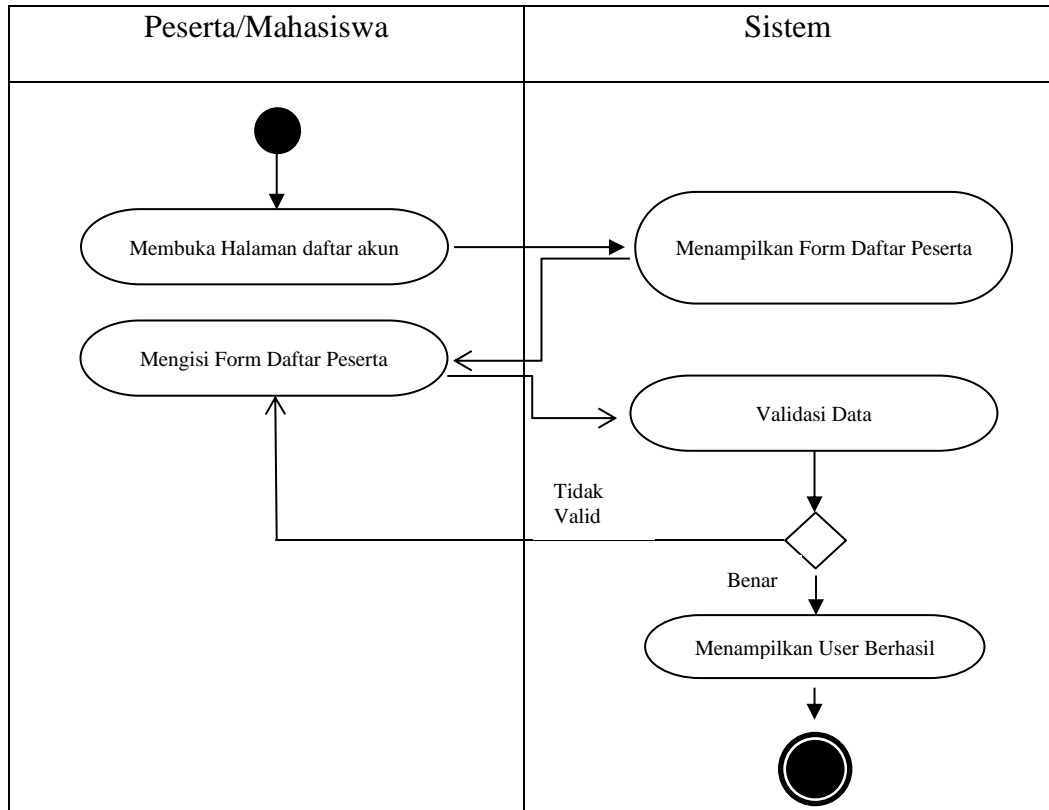 Peserta/Mahasiswa
Sistem
Membuka Halaman daftar akun
Menampilkan Form Daftar Peserta
Mengisi Form Daftar Peserta
Validasi Data
Tidak
Valid
Benar
Menampilkan User Berhasil